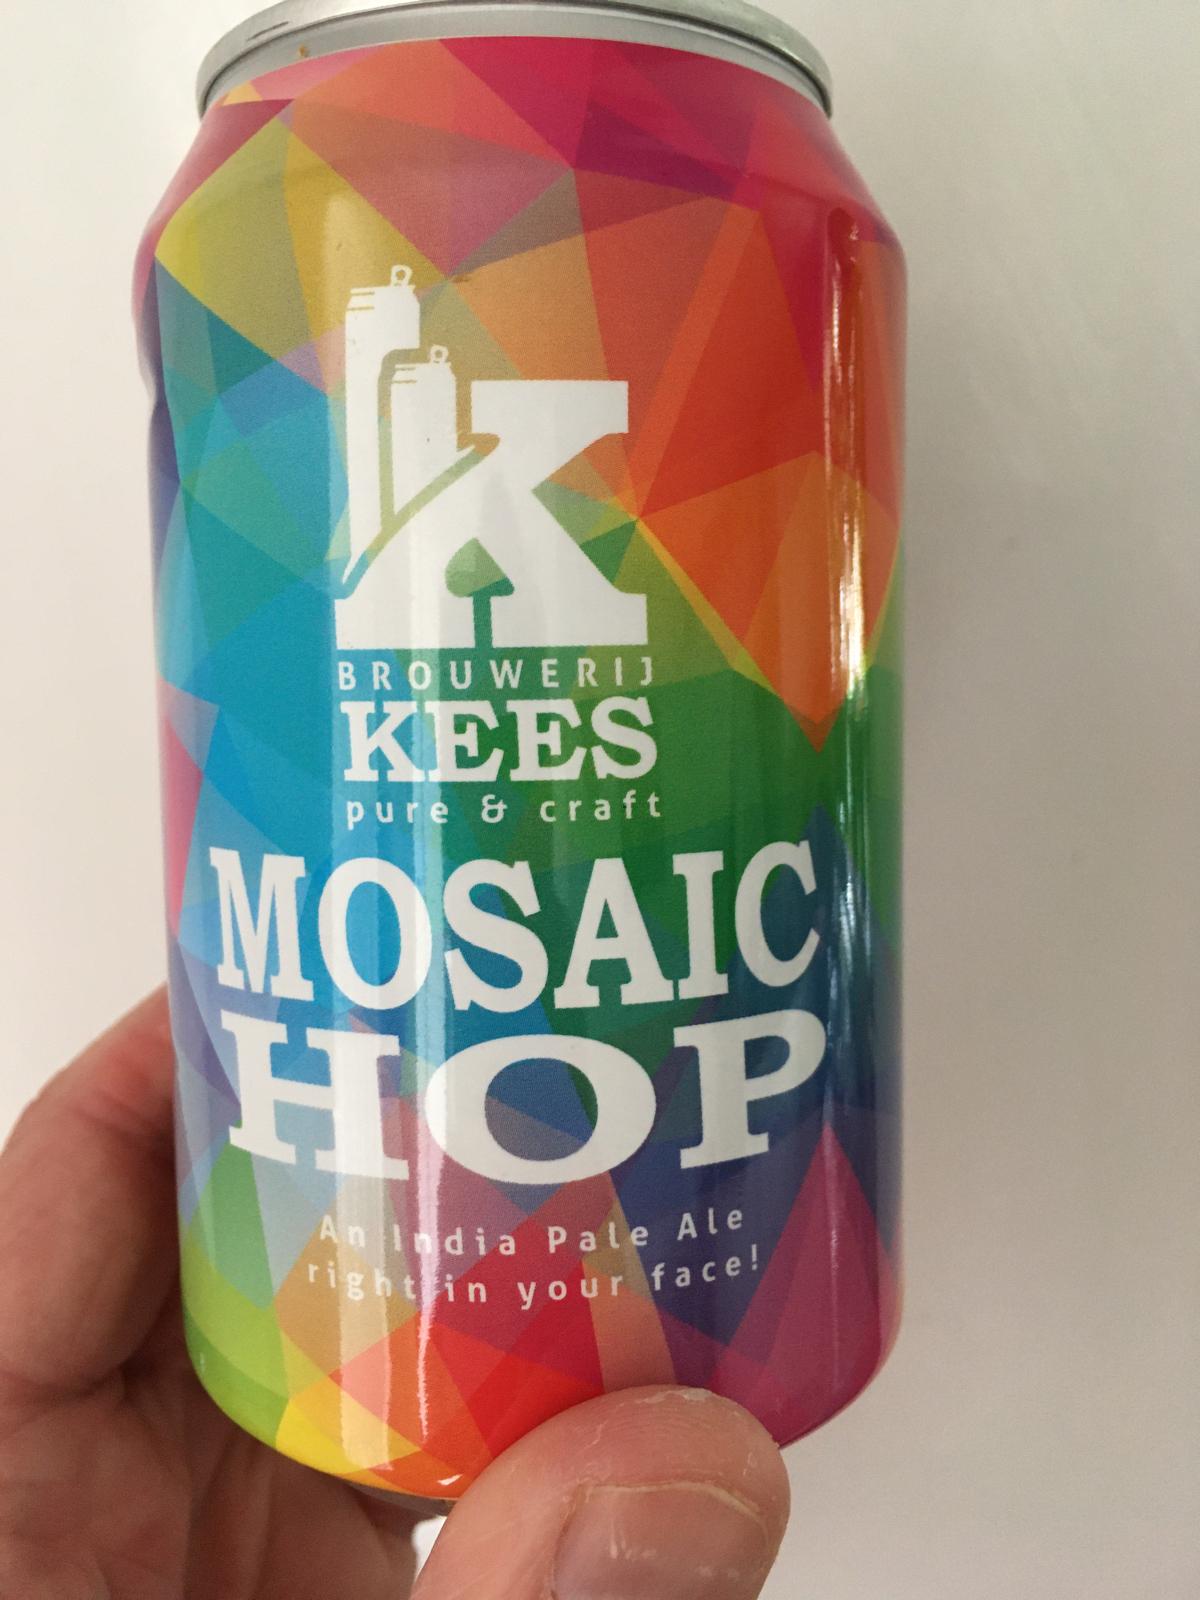 K
BROUWERIJ
KEES
pure & craft
MOSAIC
HOP
An India Pale Ale
right in your face!